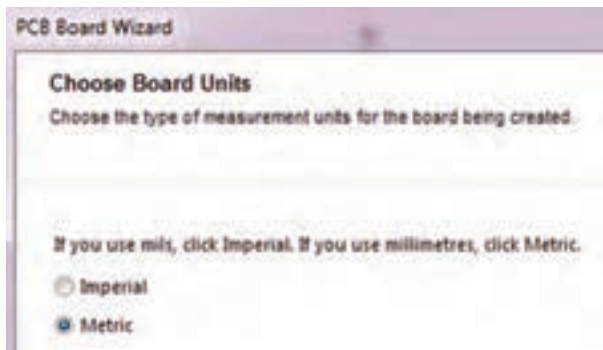 PCB Board Wizard
Choose Board Units
Choose the type of measurement units for the board being created.
If you use mils, click Imperial. If you use millimetres, click Metric.
Imperial
Metric